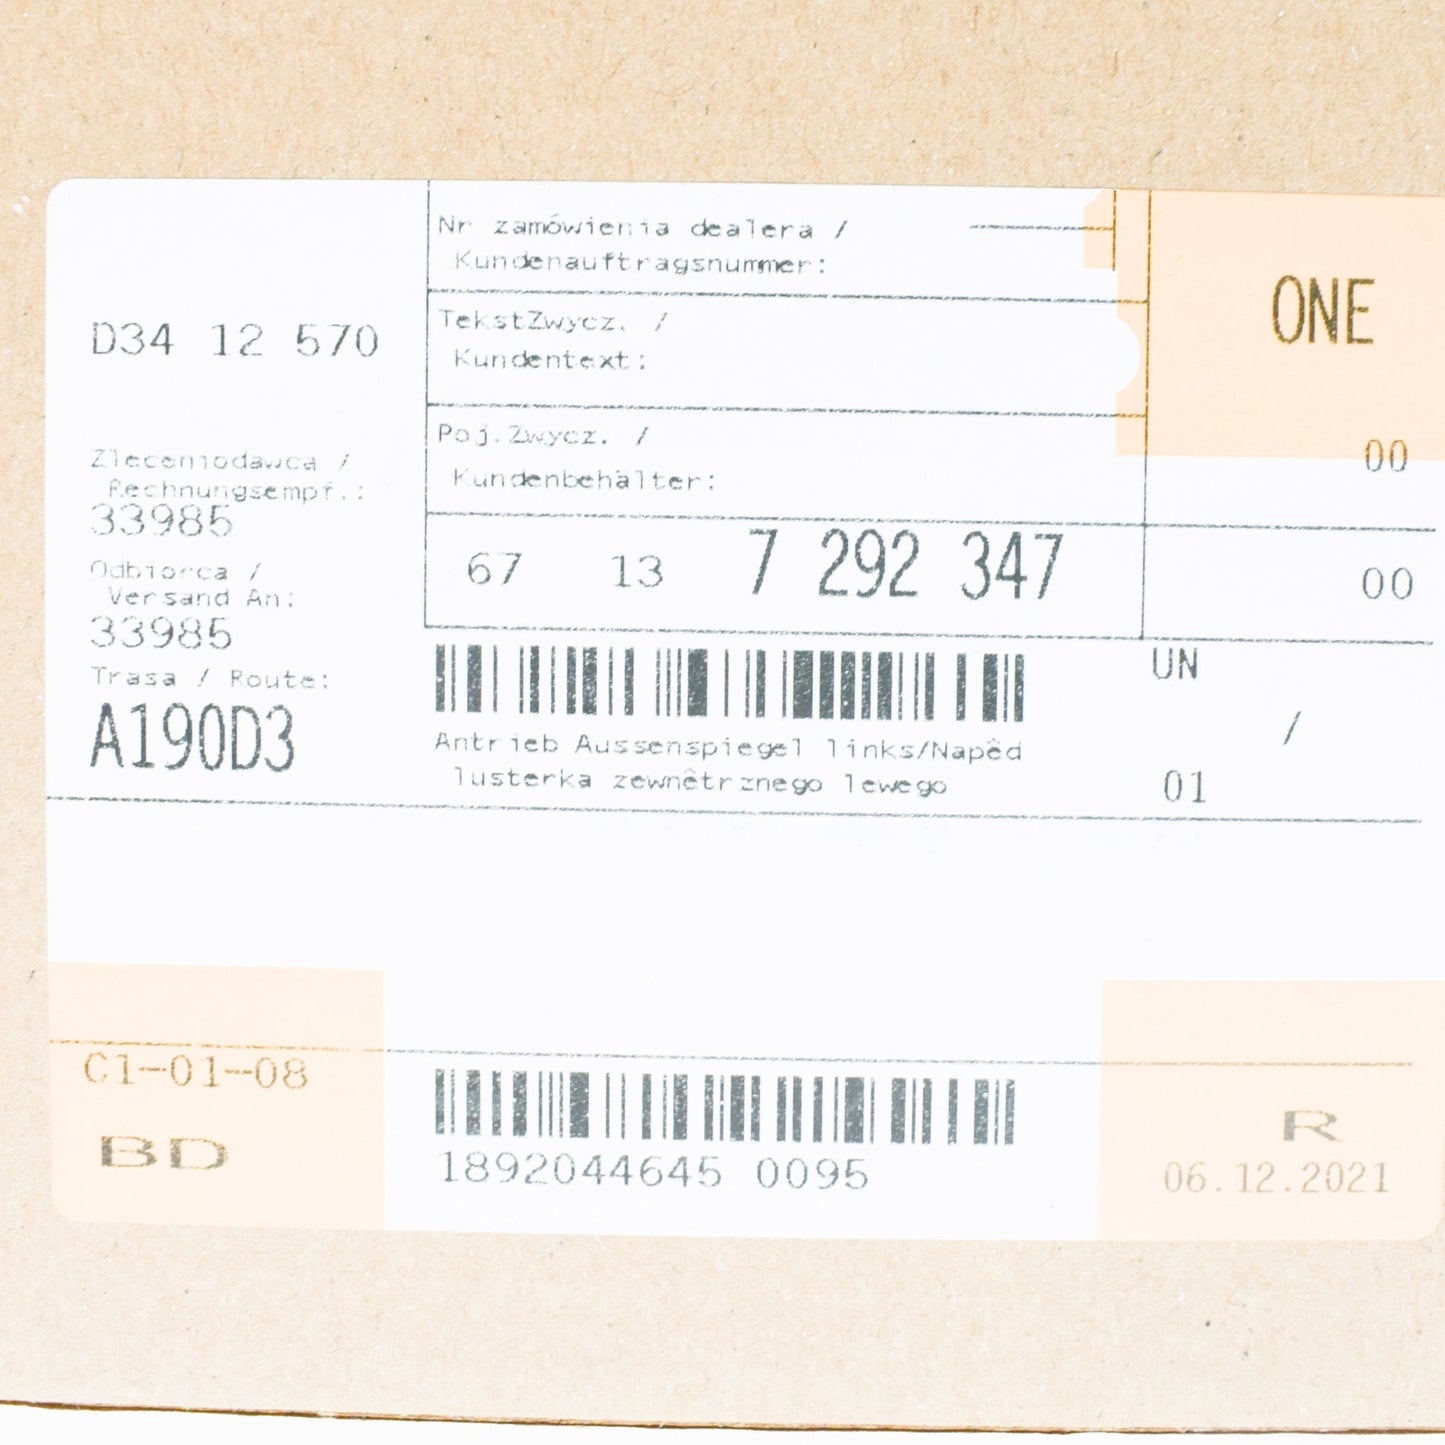 Nr zamówienia dealera /
Kundenauftragsnummer:
ONE
D34 12 570
TekstZwycz. /
Kundentext:
Poj.Zwycz. /
Kundenbehälter:
00
Zleceniodawca /
Rechnungsempf.:
33985
67 13 7 292 347
00
Odbiorca /
Versand An:
33985
Trasa / Route:
A190D3
UN
/
01
Antrieb Aussenspiegel links/Napêd
lusterka zewnêtrznego lewego
C1-01-08
BD
1892044645 0095
R
06.12.2021